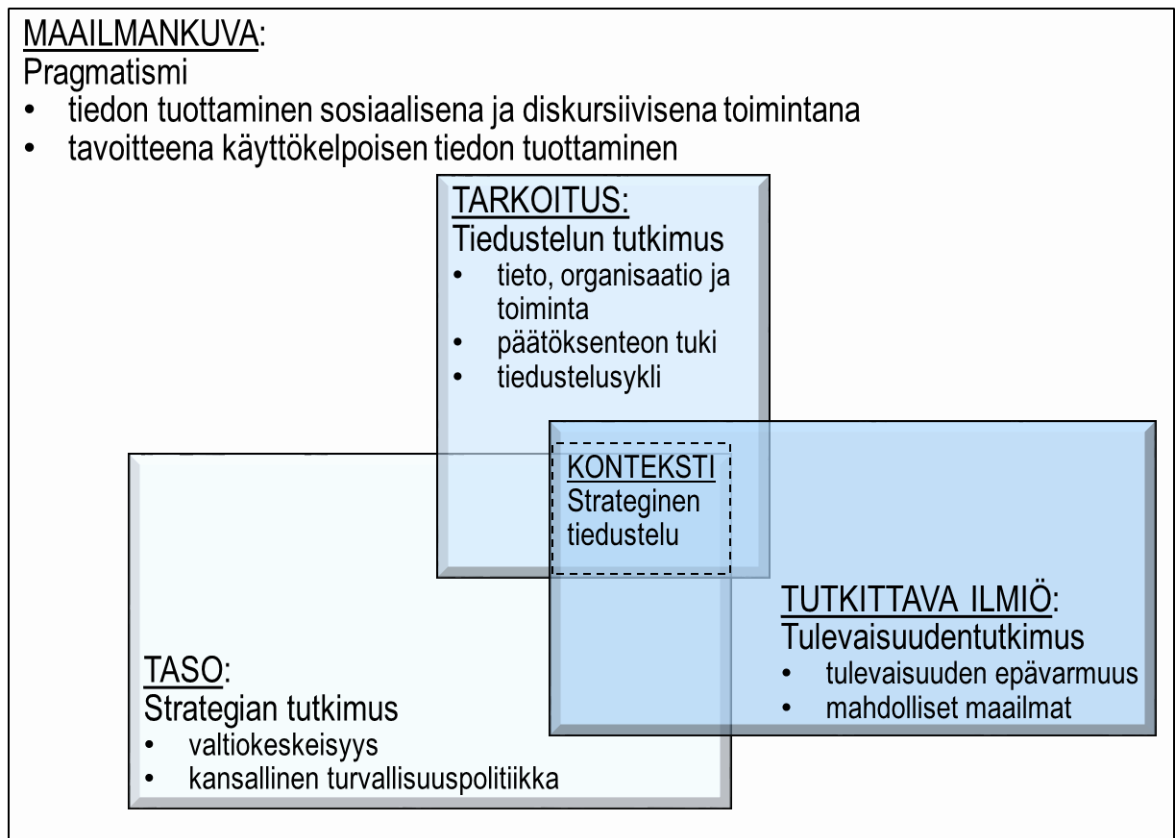 MAAILMANKUVA:
Pragmatismi
• tiedon tuottaminen sosiaalisena ja diskursiivisena toimintana
• tavoitteena käyttökelpoisen tiedon tuottaminen
TARKOITUS:
Tiedustelun tutkimus
• tieto, organisaatio ja
toiminta
• päätöksenteon tuki
• tiedustelusykli
KONTEKSTI
Strateginen
tiedustelu
TUTKITTAVA ILMIÖ:
Tulevaisuudentutkimus
• tulevaisuuden epävarmuus
• mahdolliset maailmat
TASO:
Strategian tutkimus
• valtiokeskeisyys
• kansallinen turvallisuuspolitiikka